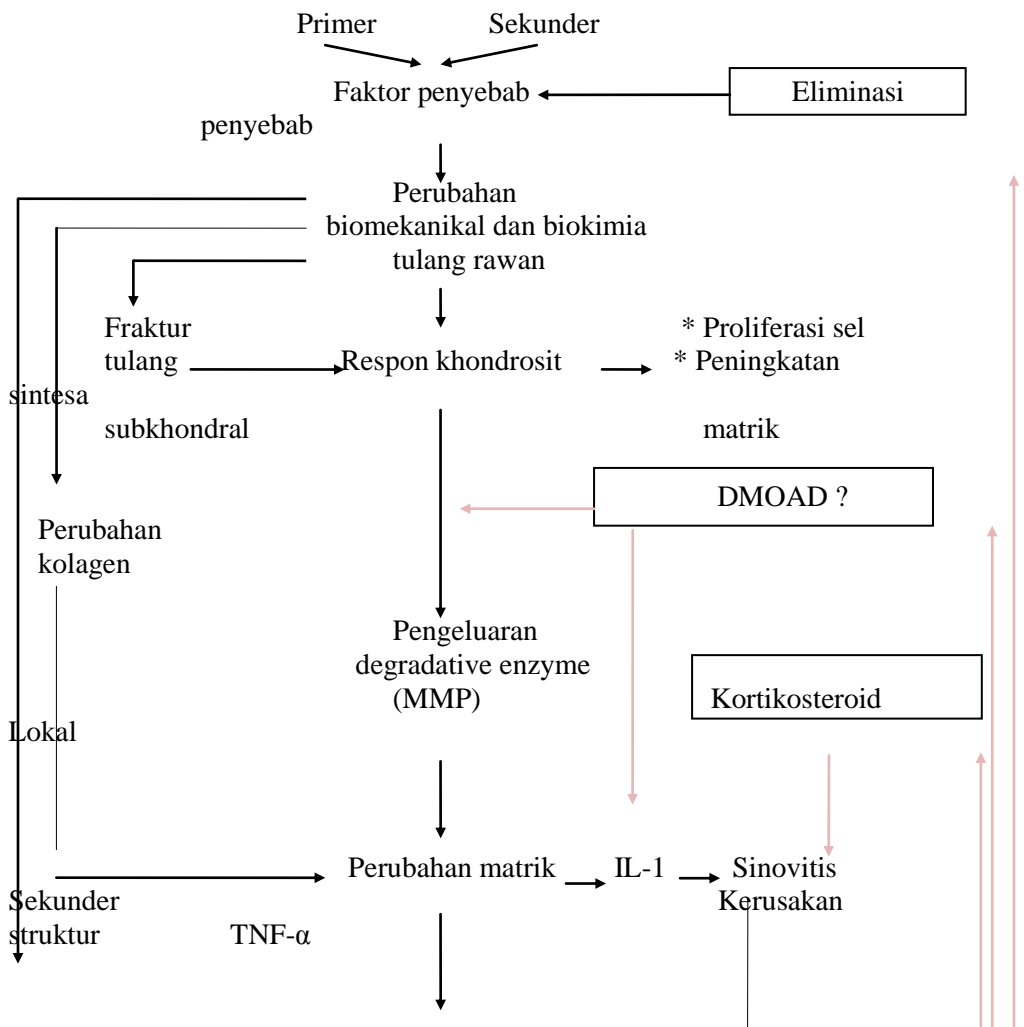 Primer Sekunder
Faktor penyebab Eliminasi
penyebab
Perubahan
biomekanikal dan biokimia
tulang rawan
Fraktur * Proliferasi sel
tulang Respon khondrosit * Peningkatan
sintesa
subkhondral matrik
DMOAD ?
Perubahan
kolagen
Pengeluaran
degradative enzyme
(MMP) Kortikosteroid
Lokal
Perubahan matrik IL-1 Sinovitis
Sekunder Kerusakan
struktur TNF-α